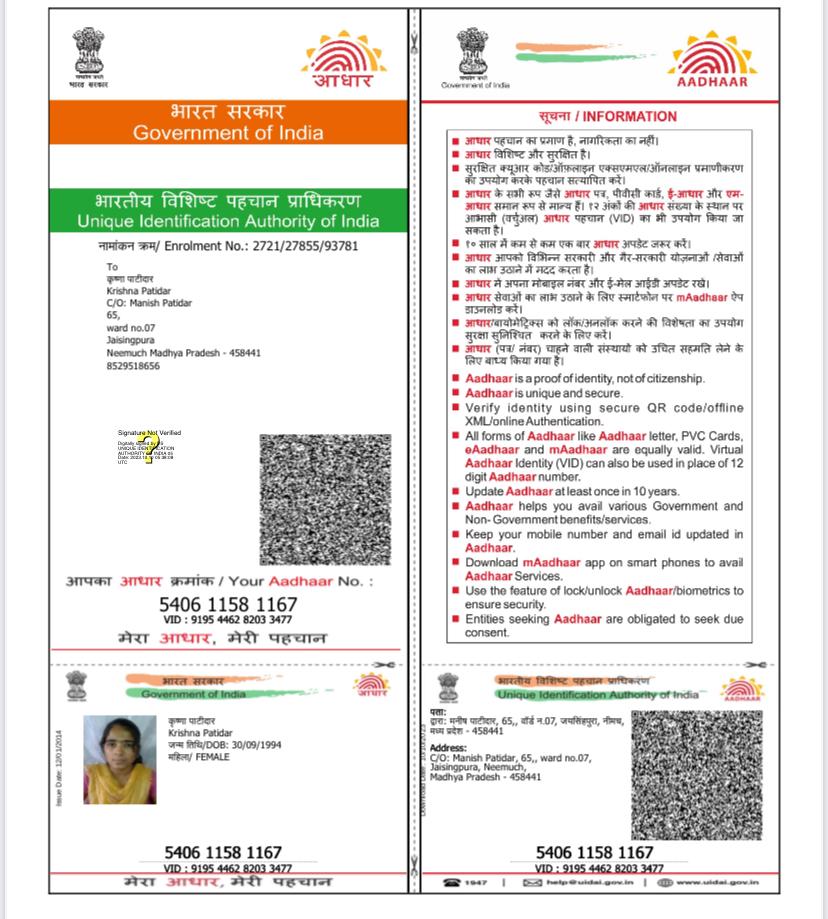 भारत सरकार
आधार
भारत सरकार
Government of India
भारतीय विशिष्ट पहचान प्राधिकरण
Unique Identification Authority of India
नामांकन क्रम/ Enrolment No.: 2721/27855/93781
To
कृष्णा पाटीदार
Krishna Patidar
C/O: Manish Patidar
65,
ward no.07
Jaisingpura
Neemuch Madhya Pradesh - 458441
8529518656
Signature Not Verified
Digitally signed by DS
UNIQUE IDENTIFICATION
AUTHORITY OF INDIA 05
UTC
आपका आधार क्रमांक / Your Aadhaar No. :
5406 1158 1167
VID : 9195 4462 8203 3477
मेरा आधार, मेरी पहचान
भारत सरकार
Government of India
आधार
Issue Date: 12/01/2014
कृष्णा पाटीदार
Krishna Patidar
जन्म तिथि/DOB: 30/09/1994
महिला/ FEMALE
5406 1158 1167
VID : 9195 4462 8203 3477
मेरा आधार, मेरी पहचान
Government of India
AADHAAR
सूचना / INFORMATION
■ आधार पहचान का प्रमाण है, नागरिकता का नहीं।
■ आधार विशिष्ट और सुरक्षित है।
■ सुरक्षित क्यूआर कोड/ऑफ़लाइन एक्सएमएल/ऑनलाइन प्रमाणीकरण
का उपयोग करके पहचान सत्यापित करें।
■ आधार के सभी रूप जैसे आधार पत्र, पीवीसी कार्ड, ई-आधार और एम-
आधार समान रूप से मान्य हैं। १२ अंकों की आधार संख्या के स्थान पर
आभासी (वर्चुअल) आधार पहचान (VID) का भी उपयोग किया जा
सकता है।
■ १० साल में कम से कम एक बार आधार अपडेट जरूर करें।
■ आधार आपको विभिन्न सरकारी और गैर-सरकारी योजनाओं /सेवाओं
का लाभ उठाने में मदद करता है।
■ आधार में अपना मोबाइल नंबर और ई-मेल आईडी अपडेट रखें।
■ आधार सेवाओं का लाभ उठाने के लिए स्मार्टफोन पर mAadhaar ऐप
डाउनलोड करें।
■ आधार/बायोमेट्रिक्स को लॉक/अनलॉक करने की विशेषता का उपयोग
सुरक्षा सुनिश्चित करने के लिए करें।
■ आधार (पत्र/ नंबर) चाहने वाली संस्थायों को उचित सहमति लेने के
लिए बाध्य किया गया है।
■ Aadhaar is a proof of identity, not of citizenship.
■ Aadhaar is unique and secure.
■ Verify identity using secure QR code/offline
XML/online Authentication.
■ All forms of Aadhaar like Aadhaar letter, PVC Cards,
eAadhaar and mAadhaar are equally valid. Virtual
Aadhaar Identity (VID) can also be used in place of 12
digit Aadhaar number.
■ Update Aadhaar at least once in 10 years.
■ Aadhaar helps you avail various Government and
Non- Government benefits/services.
■ Keep your mobile number and email id updated in
Aadhaar.
■ Download mAadhaar app on smart phones to avail
Aadhaar Services.
■ Use the feature of lock/unlock Aadhaar/biometrics to
ensure security.
■ Entities seeking Aadhaar are obligated to seek due
consent.
भारतीय विशिष्ट पहचान प्राधिकरण
Unique Identification Authority of India
AADHAAR
पता:
द्वारा: मनीष पाटीदार, 65,, वॉर्ड न.07, जयसिंहपुरा, नीमच,
मध्य प्रदेश - 458441
Address:
C/O: Manish Patidar, 65,, ward no.07,
Jaisingpura, Neemuch,
Madhya Pradesh - 458441
5406 1158 1167
VID : 9195 4462 8203 3477
1947 | help@uidai.gov.in | www.uidai.gov.in